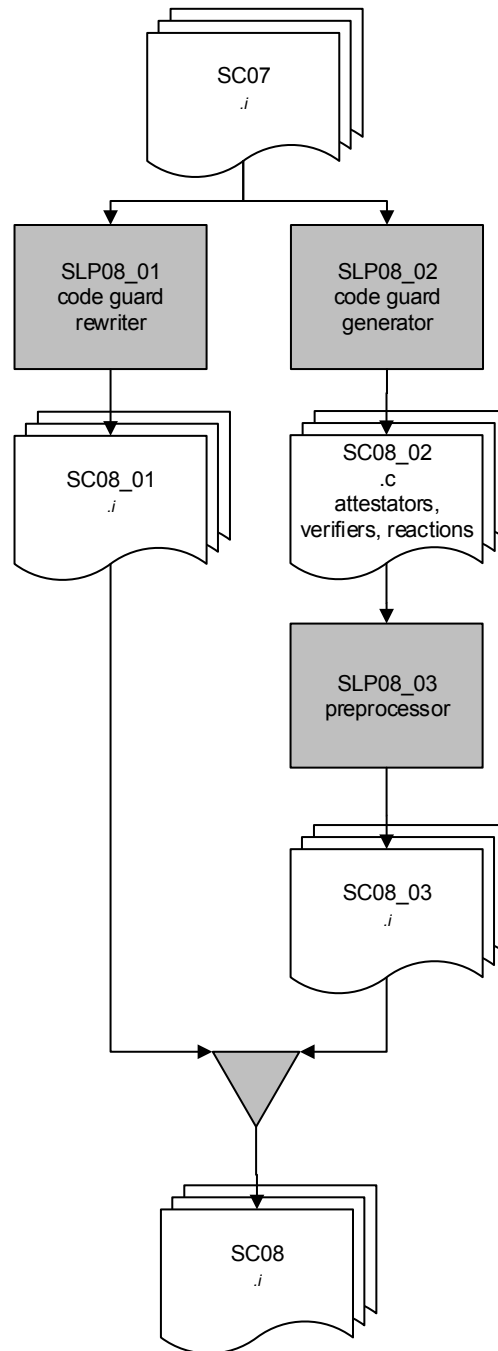 SC07
.i
SLP08_01
code guard
rewriter
SLP08_02
code guard
generator
SC08_01
.i
SC08_02
.c
attestators,
verifiers, reactions
SLP08_03
preprocessor
SC08_03
.i
SC08
.i